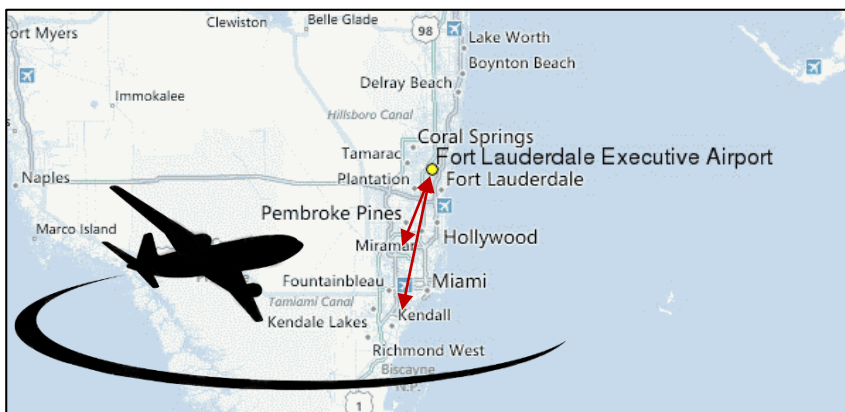 Clewiston
Belle Glade
ort Myers
98
Lake Worth
Boynton Beach
Delray Beach
Immokalee
Hillsboro Canal
Coral Springs
Tamarac
Fort Lauderdale Executive Airport
Plantation
Fort Lauderdale
Naples
Pembroke Pines
Marco Island
Miramar
Hollywood
Fountainbleau
Miami
Tamiami Canal
Kendall
Kendale Lakes
Richmond West
Biscayne
N.P.
1